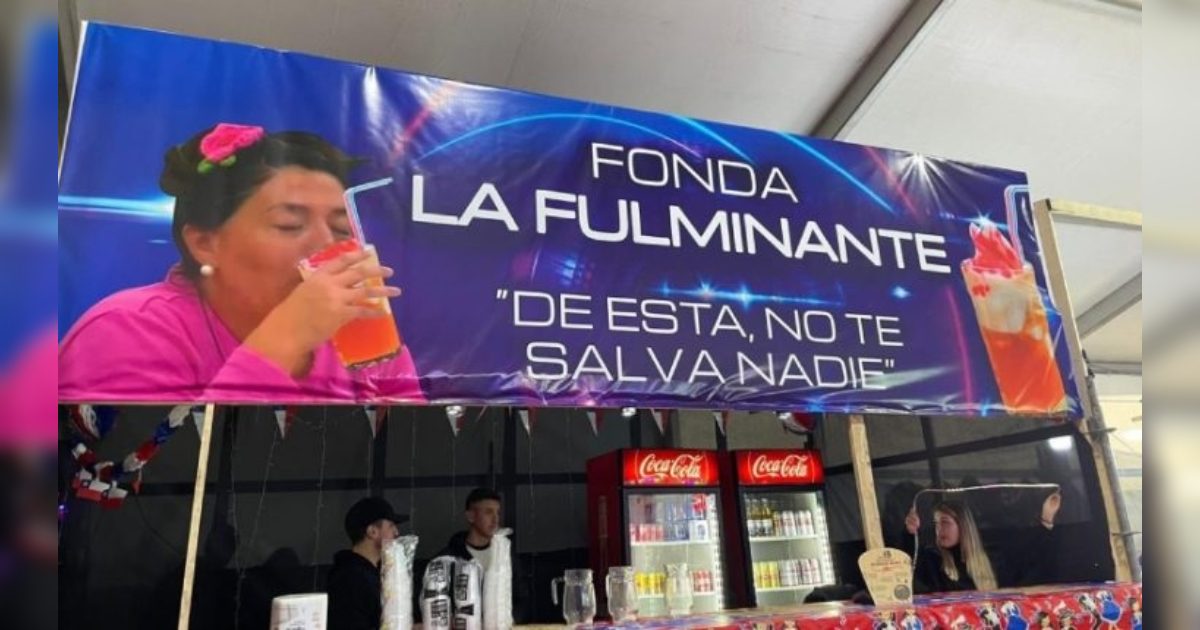 FONDA
LA FULMINANTE
"DE ESTA, NO TE
SALVA NADIE"
Coca-Cola
Coca-Cola